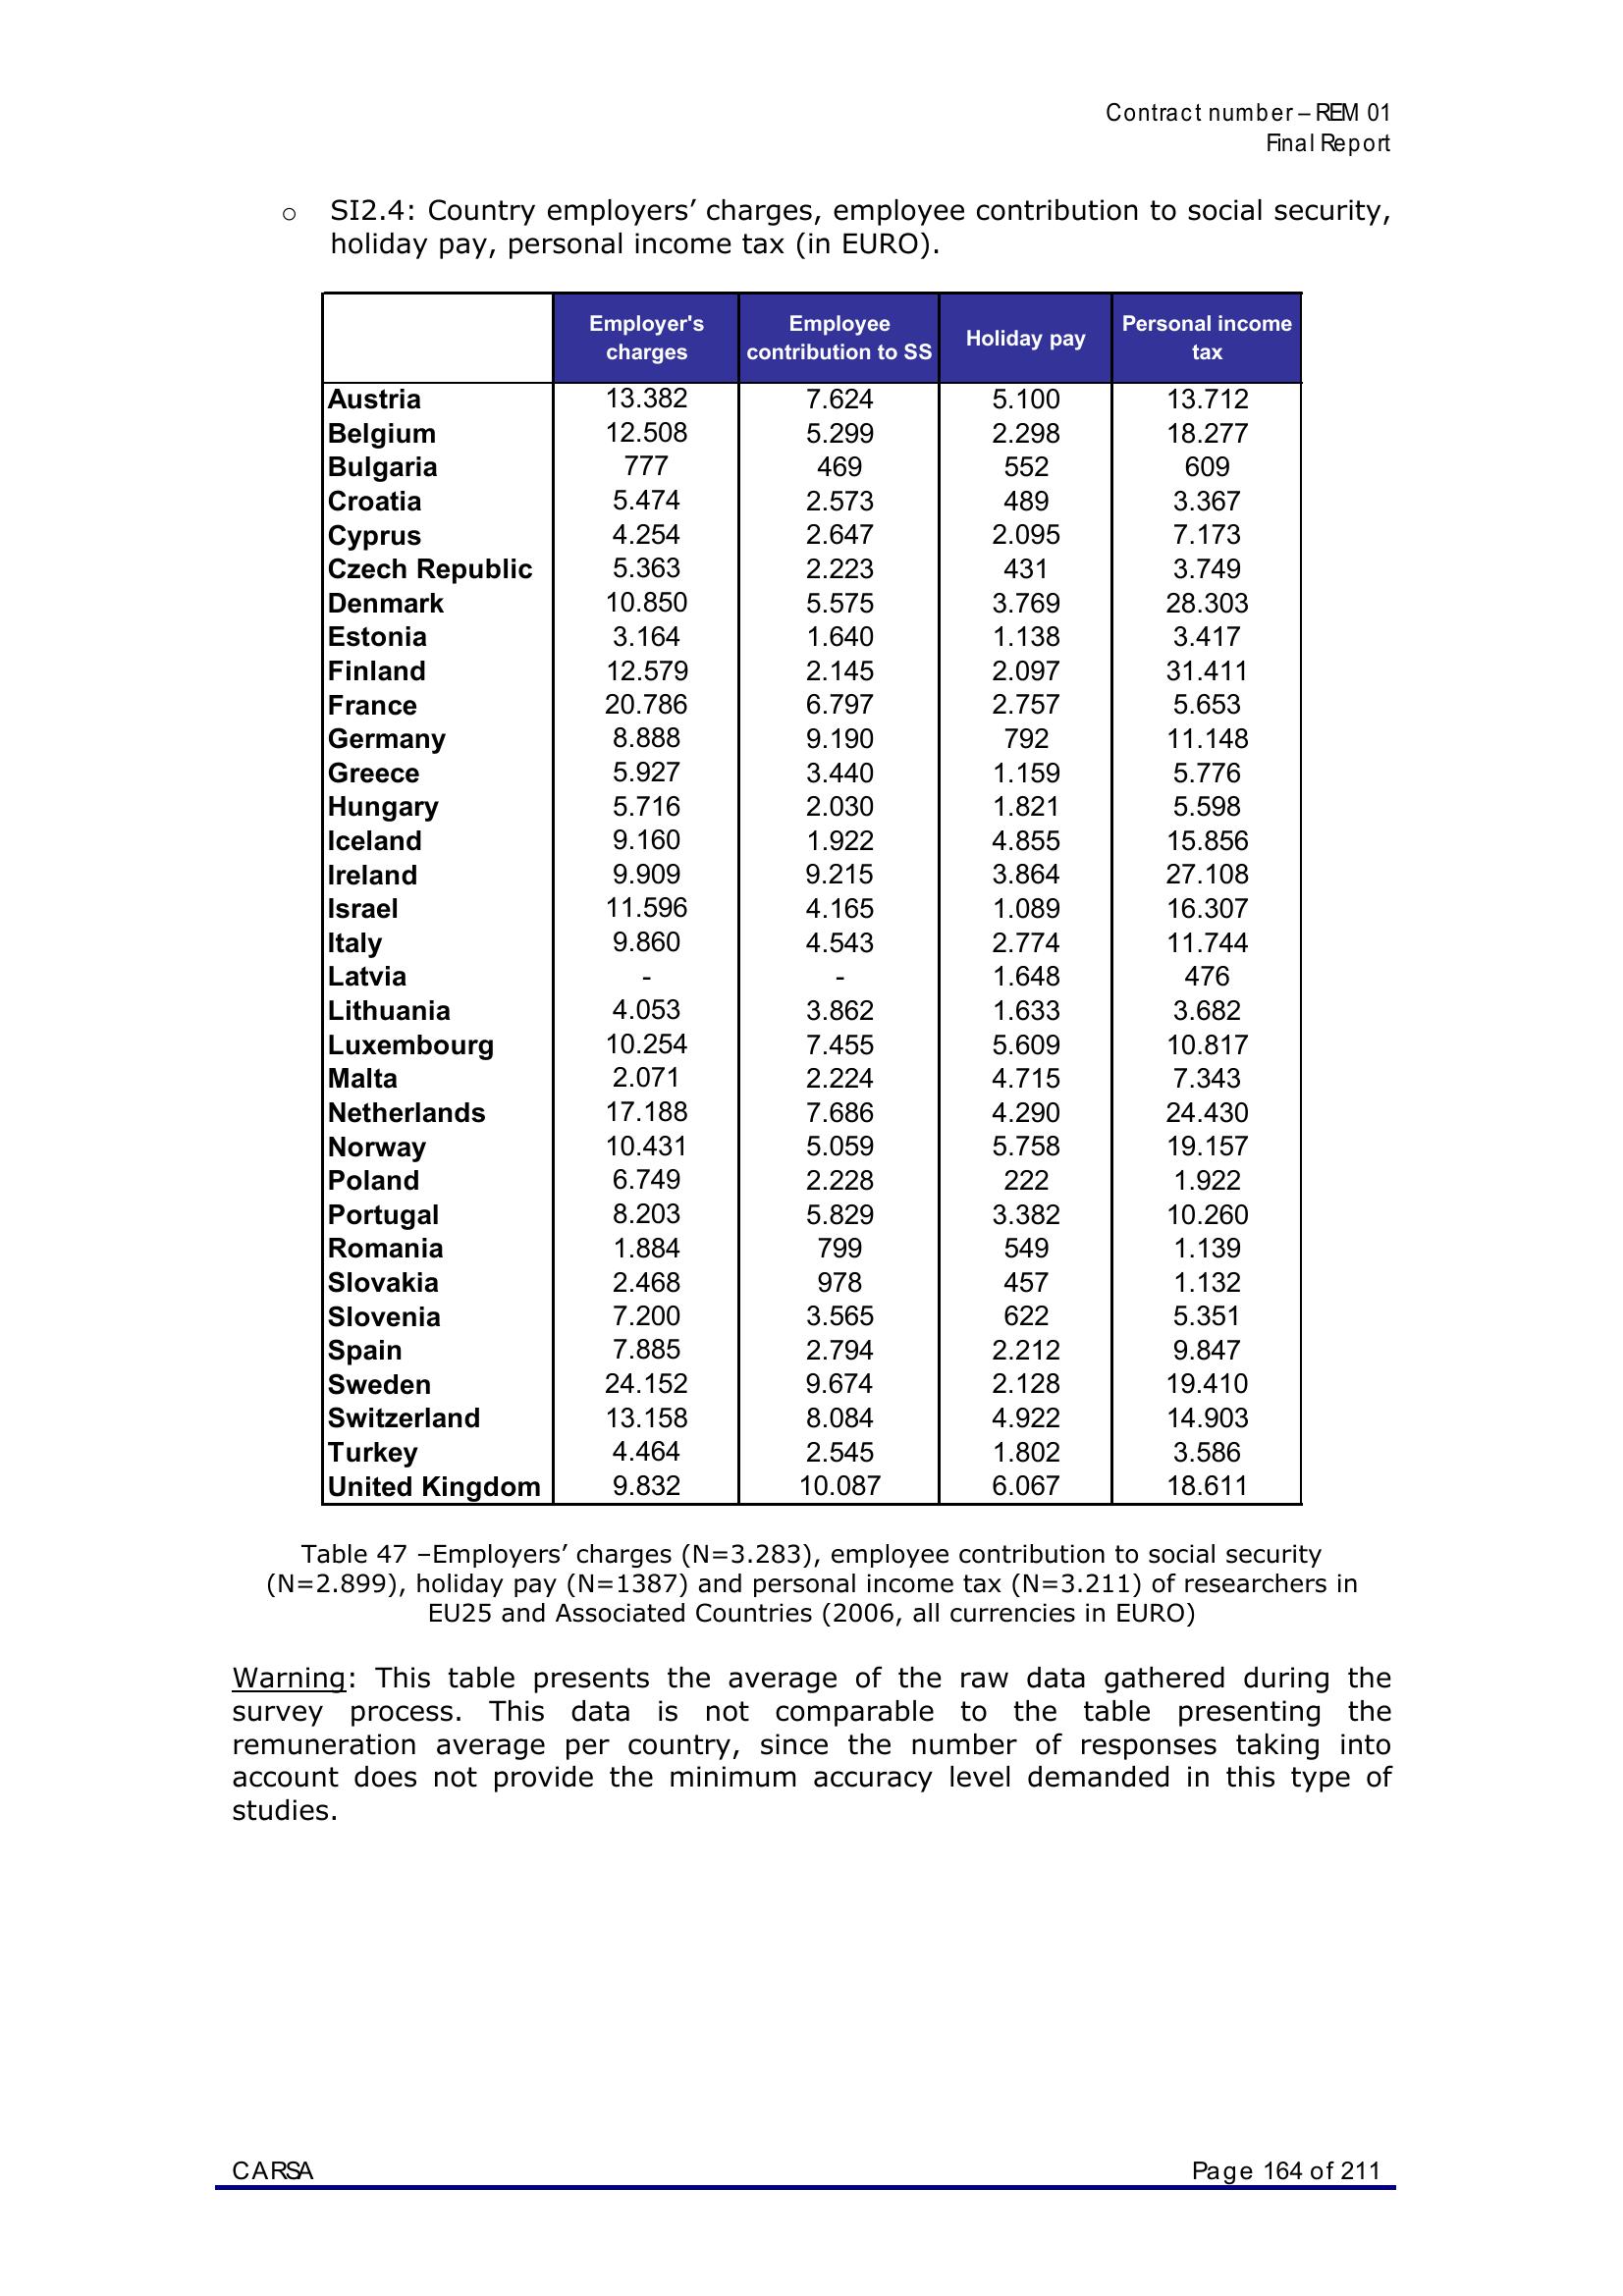 Contract number – REM 01
Final Report
o SI2.4: Country employers’ charges, employee contribution to social security,
holiday pay, personal income tax (in EURO).
Employer's charges Employee contribution to SS Holiday pay Personal income tax
Austria 13.382 7.624 5.100 13.712
Belgium 12.508 5.299 2.298 18.277
Bulgaria 777 469 552 609
Croatia 5.474 2.573 489 3.367
Cyprus 4.254 2.647 2.095 7.173
Czech Republic 5.363 2.223 431 3.749
Denmark 10.850 5.575 3.769 28.303
Estonia 3.164 1.640 1.138 3.417
Finland 12.579 2.145 2.097 31.411
France 20.786 6.797 2.757 5.653
Germany 8.888 9.190 792 11.148
Greece 5.927 3.440 1.159 5.776
Hungary 5.716 2.030 1.821 5.598
Iceland 9.160 1.922 4.855 15.856
Ireland 9.909 9.215 3.864 27.108
Israel 11.596 4.165 1.089 16.307
Italy 9.860 4.543 2.774 11.744
Latvia - - 1.648 476
Lithuania 4.053 3.862 1.633 3.682
Luxembourg 10.254 7.455 5.609 10.817
Malta 2.071 2.224 4.715 7.343
Netherlands 17.188 7.686 4.290 24.430
Norway 10.431 5.059 5.758 19.157
Poland 6.749 2.228 222 1.922
Portugal 8.203 5.829 3.382 10.260
Romania 1.884 799 549 1.139
Slovakia 2.468 978 457 1.132
Slovenia 7.200 3.565 622 5.351
Spain 7.885 2.794 2.212 9.847
Sweden 24.152 9.674 2.128 19.410
Switzerland 13.158 8.084 4.922 14.903
Turkey 4.464 2.545 1.802 3.586
United Kingdom 9.832 10.087 6.067 18.611
Table 47 –Employers’ charges (N=3.283), employee contribution to social security
(N=2.899), holiday pay (N=1387) and personal income tax (N=3.211) of researchers in
EU25 and Associated Countries (2006, all currencies in EURO)
Warning: This table presents the average of the raw data gathered during the
survey process. This data is not comparable to the table presenting the
remuneration average per country, since the number of responses taking into
account does not provide the minimum accuracy level demanded in this type of
studies.
CARSA Page 164 of 211